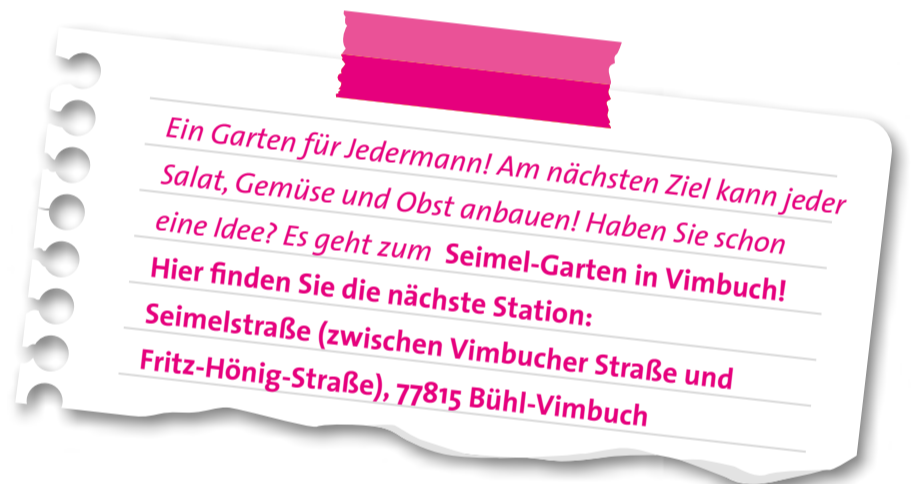 Ein Garten für Jedermann! Am nächsten Ziel kann jeder
Salat, Gemüse und Obst anbauen! Haben Sie schon
eine Idee? Es geht zum Seimel-Garten in Vimbuch!
Hier finden Sie die nächste Station:
Seimelstraße (zwischen Vimbucher Straße und
Fritz-Hönig-Straße), 77815 Bühl-Vimbuch